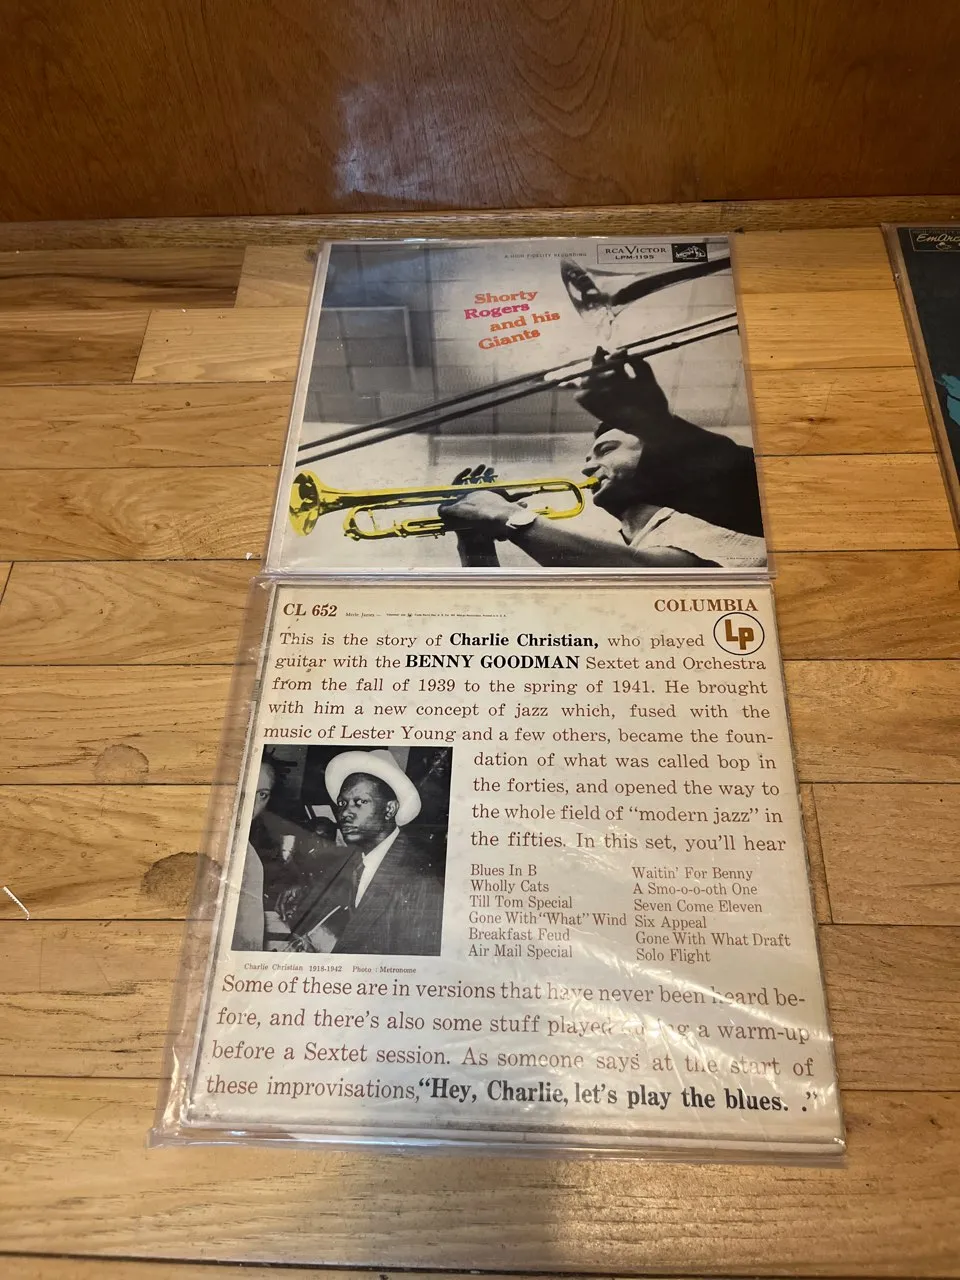 A HIGH FIDELITY RECORDING
RCA VICTOR
LPM-1195
Shorty
Rogers
and his
Giants
CL 652
COLUMBIA
Lp
This is the story of Charlie Christian, who played
guitar with the BENNY GOODMAN Sextet and Orchestra
from the fall of 1939 to the spring of 1941. He brought
with him a new concept of jazz which, fused with the
music of Lester Young and a few others, became the foun-
dation of what was called bop in
the forties, and opened the way to
the whole field of “modern jazz” in
the fifties. In this set, you’ll hear
Blues In B
Wholly Cats
Till Tom Special
Gone With “What” Wind
Breakfast Feud
Air Mail Special
Waitin’ For Benny
A Smo-o-o-oth One
Seven Come Eleven
Six Appeal
Gone With What Draft
Solo Flight
Charlie Christian 1918-1942 Photo : Metronome
Some of these are in versions that have never been heard be-
fore, and there’s also some stuff played during a warm-up
before a Sextet session. As someone says at the start of
these improvisations, “Hey, Charlie, let’s play the blues. .”